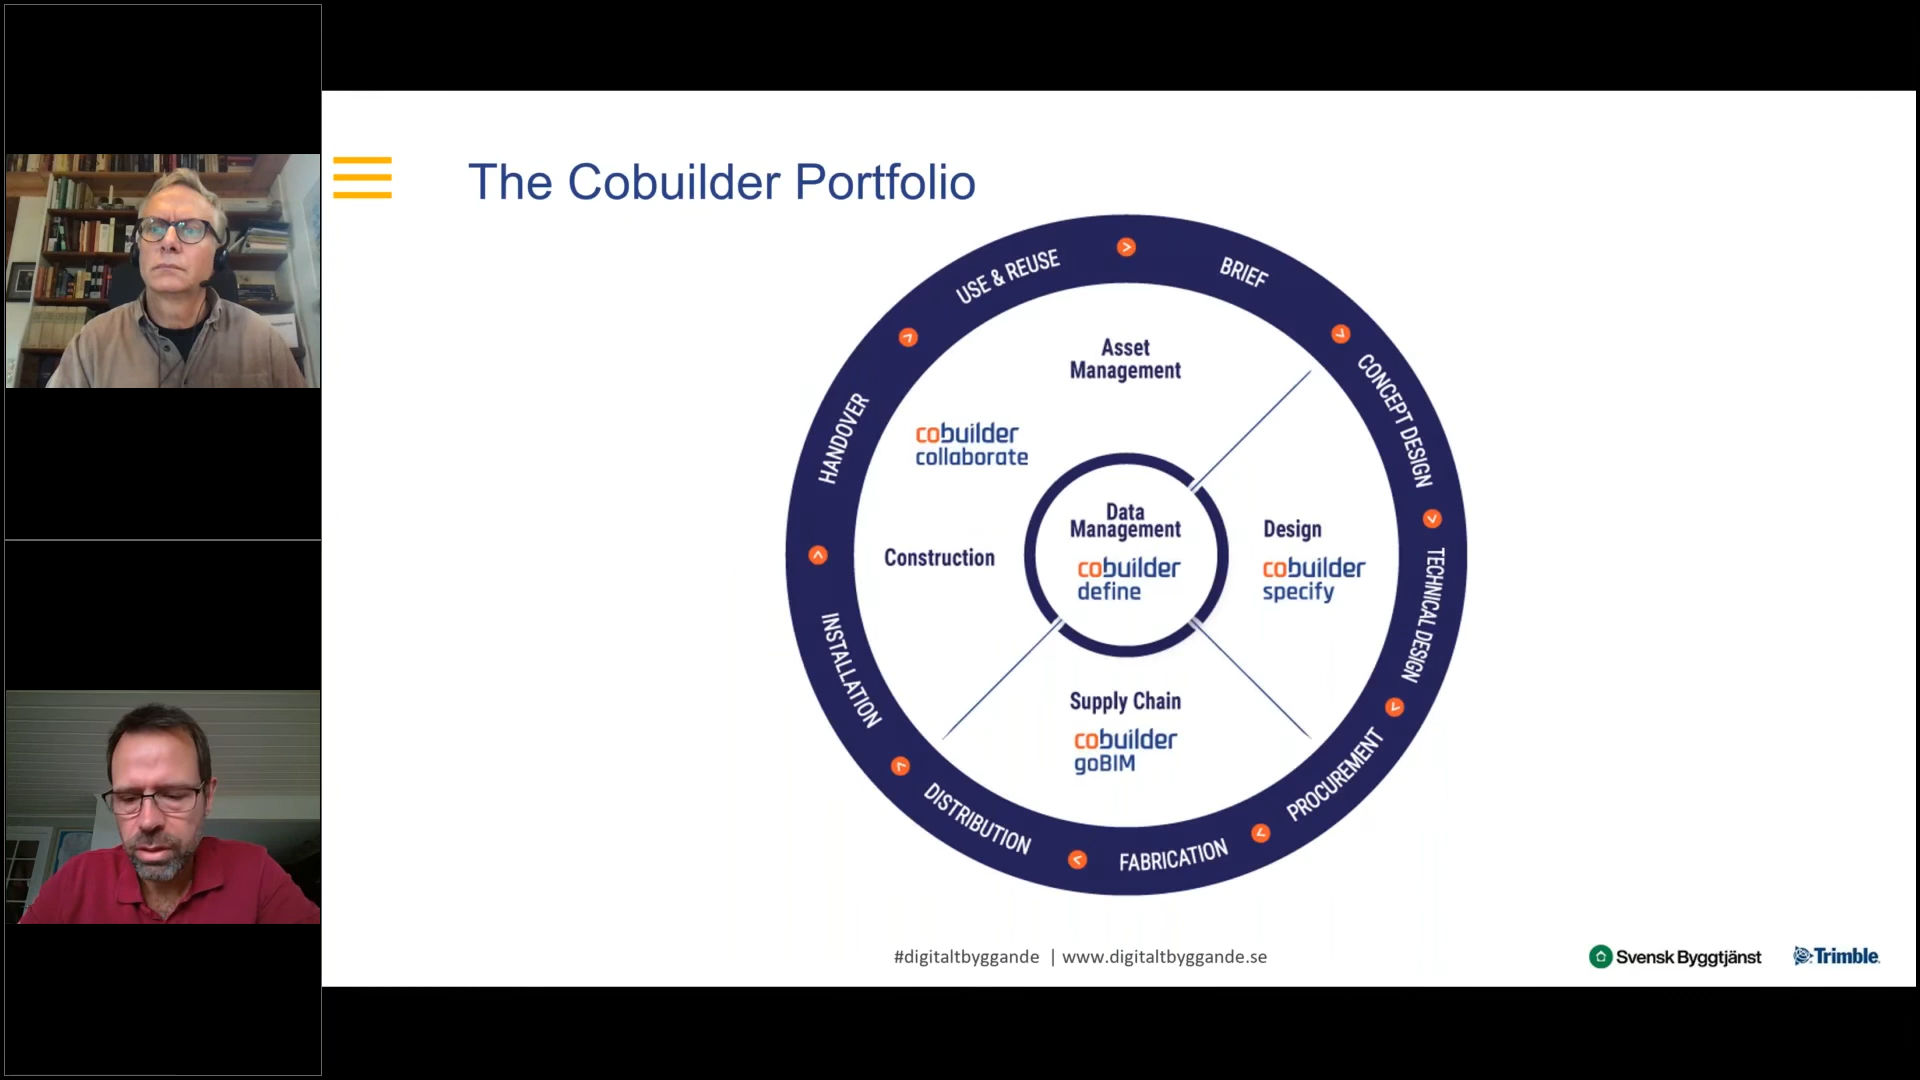 The Cobuilder Portfolio
USE & REUSE
BRIEF
CONCEPT DESIGN
TECHNICAL DESIGN
PROCUREMENT
FABRICATION
DISTRIBUTION
INSTALLATION
HANDOVER
Asset
Management
cobuilder
collaborate
Construction
Data
Management
cobuilder
define
Design
cobuilder
specify
Supply Chain
cobuilder
goBIM
#digitaltbyggande | www.digitaltbyggande.se
Svensk Byggtjänst
Trimble